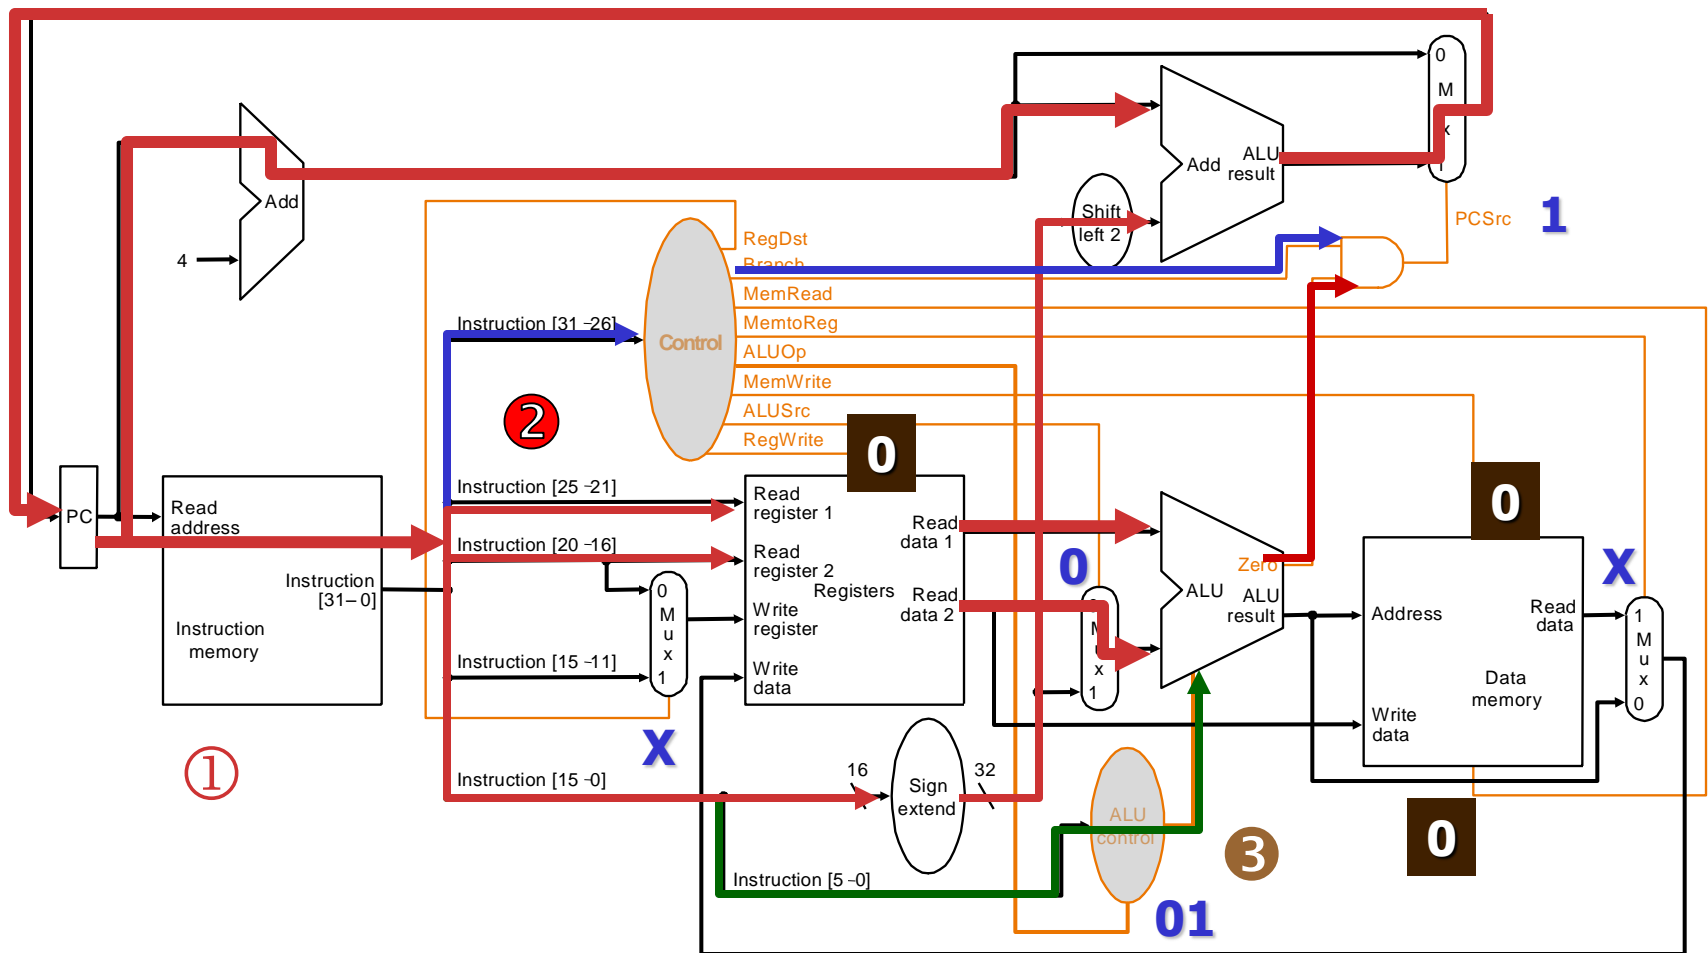 0
M
x
Add
ALU
result
Add
Shift
left 2
PCSrc
1
4
RegDst
Branch
MemRead
MemtoReg
ALUOp
MemWrite
ALUSrc
RegWrite
Instruction [31–26]
Control
2
0
0
PC
Read
address
Instruction
[31–0]
Instruction
memory
Instruction [25–21]
Instruction [20–16]
Instruction [15–11]
Instruction [15–0]
Instruction [5–0]
0
M
u
x
1
X
Read
register 1
Read
register 2
Registers
Write
register
Write
data
Read
data 1
Read
data 2
0
M
x
1
Zero
ALU
ALU
result
Address
Read
data
Data
memory
Write
data
X
1
M
u
x
0
①
16
Sign
extend
32
ALU
control
3
01
0